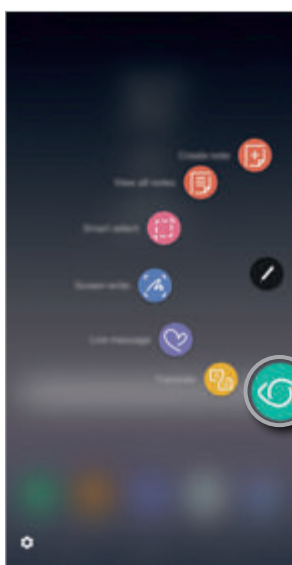 Create note
View all notes
Smart select
Screen write
Live message
Translate